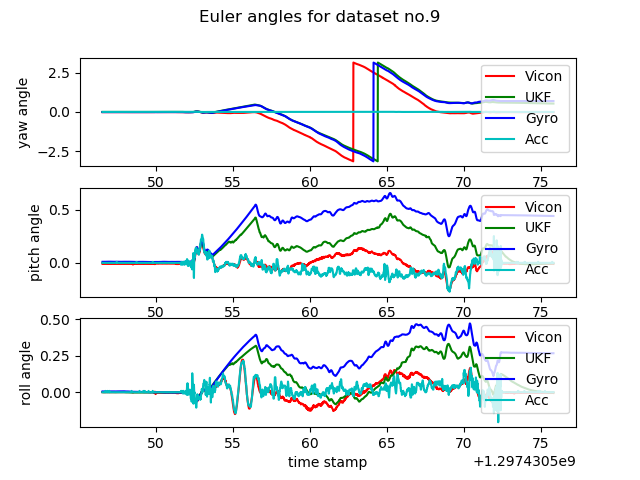 Euler angles for dataset no.9
yaw angle
2.5
0.0
−2.5
Vicon
UKF
Gyro
Acc
50 55 60 65 70 75
pitch angle
0.5
0.0
Vicon
UKF
Gyro
Acc
50 55 60 65 70 75
roll angle
0.50
0.25
0.00
Vicon
UKF
Gyro
Acc
50 55 60 65 70 75
time stamp
+1.2974305e9